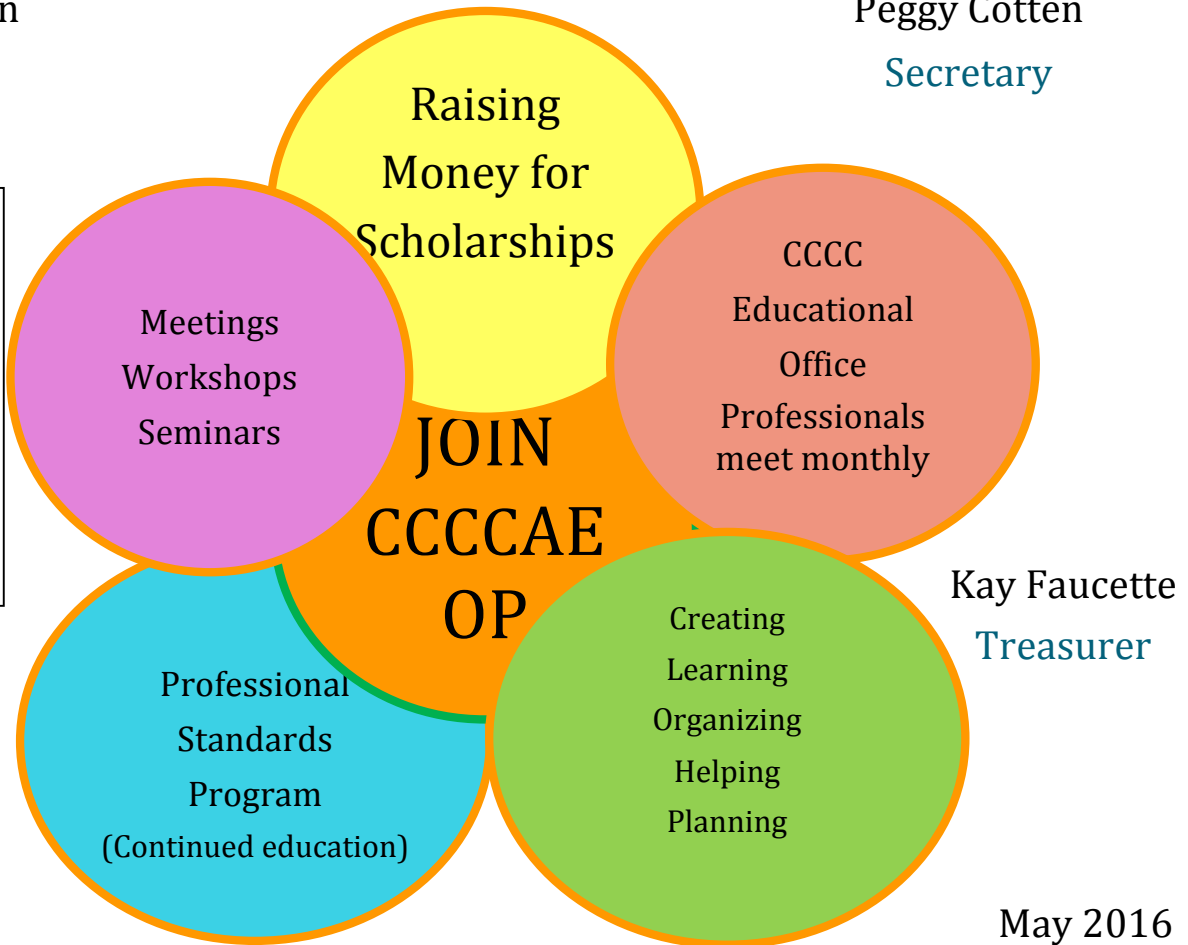 n
Peggy Cotten
Secretary
Raising
Money for
Scholarships
CCCC
Educational
Office
Professionals
meet monthly
Meetings
Workshops
Seminars
JOIN
CCCCAE
OP
Kay Faucette
Treasurer
Creating
Learning
Organizing
Helping
Planning
Professional
Standards
Program
(Continued education)
May 2016